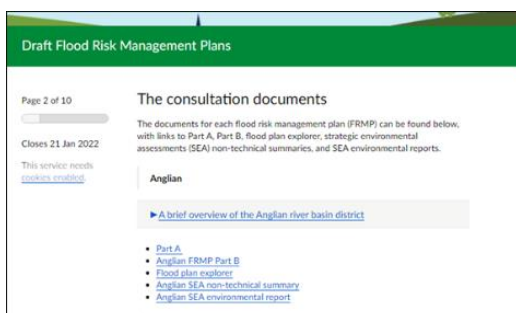 Draft Flood Risk Management Plans
Page 2 of 10
Closes 21 Jan 2022
This service needs
cookies enabled.
The consultation documents
The documents for each flood risk management plan (FRMP) can be found below,
with links to Part A, Part B, flood plan explorer, strategic environmental
assessments (SEA) non-technical summaries, and SEA environmental reports.
Anglian
▶A brief overview of the Anglian river basin district
• Part A
• Anglian FRMP Part B
• Flood plan explorer
• Anglian SEA non-technical summary
• Anglian SEA environmental report